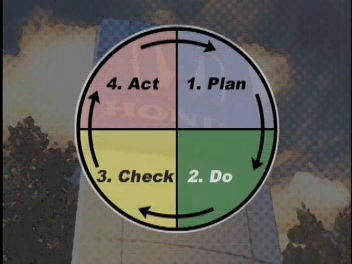 4. Act
1. Plan
3. Check
2. Do